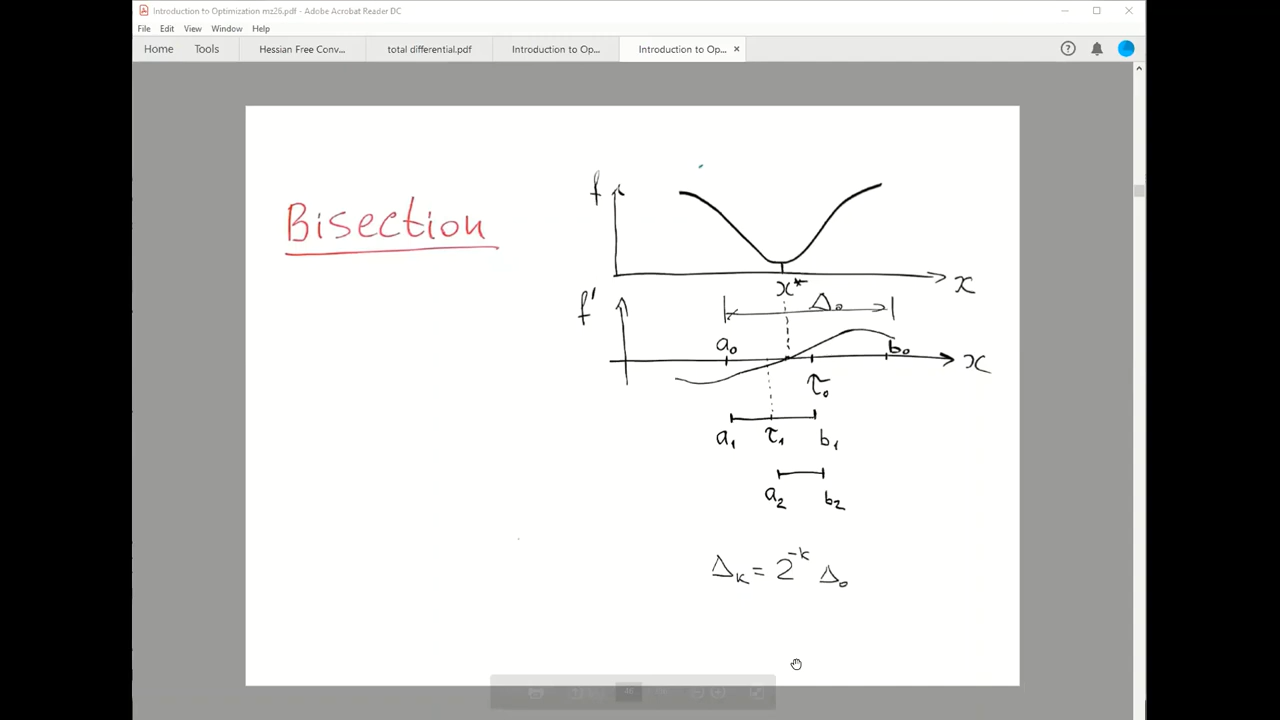 Introduction to Optimization mz26.pdf - Adobe Acrobat Reader DC
File Edit View Window Help
Home Tools Hessian Free Conv... total differential.pdf Introduction to Op... Introduction to Op... ×
Bisection
f
x
x*
f'
Δ₀
a₀
b₀
x
τ₀
a₁ τ₁ b₁
a₂ b₂
Δₖ = 2⁻ᵏ Δ₀
46